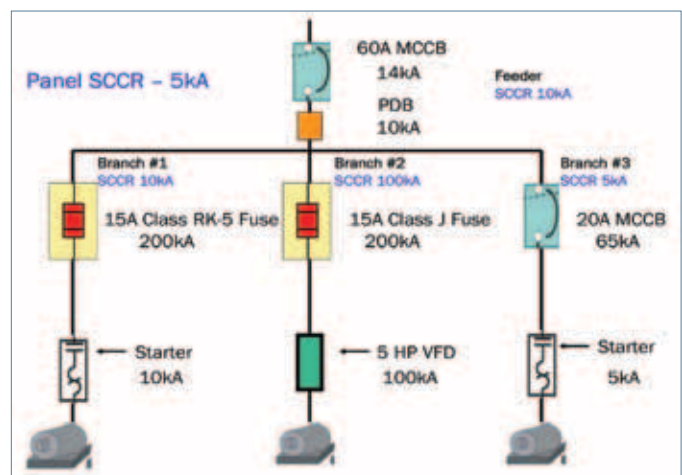 60A MCCB
14kA
Panel SCCR – 5kA
Feeder
SCCR 10kA
PDB
10kA
Branch #1
SCCR 10kA
Branch #2
SCCR 100kA
Branch #3
SCCR 5kA
15A Class RK-5 Fuse
200kA
15A Class J Fuse
200kA
20A MCCB
65kA
Starter
10kA
5 HP VFD
100kA
Starter
5kA